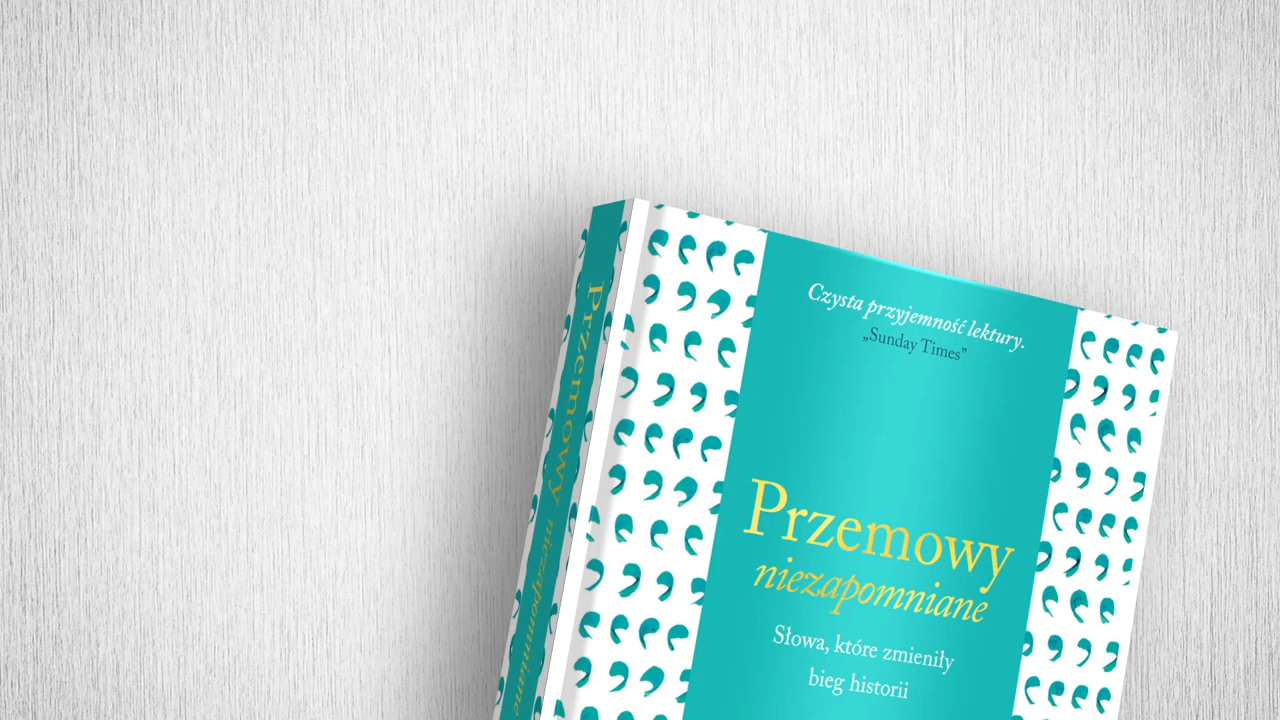 Czysta przyjemność lektury.
„Sunday Times”
Przemowy
niezapomniane
Słowa, które zmieniły
bieg historii
Przemowy niezapomniane